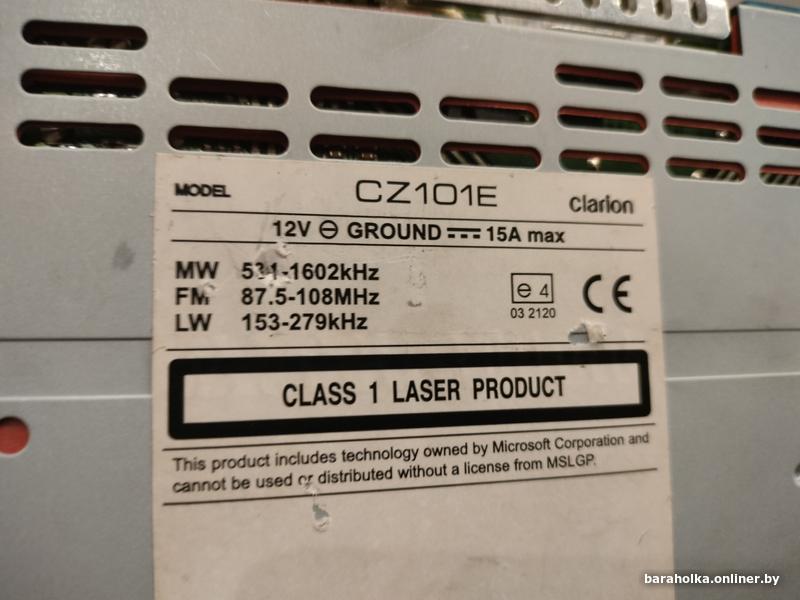 MODEL CZ101E Clarion
12V ⊖ GROUND ⎓ 15A max
MW 531-1602kHz
FM 87.5-108MHz
LW 153-279kHz
e 4
03 2120
CE
CLASS 1 LASER PRODUCT
This product includes technology owned by Microsoft Corporation and
cannot be used or distributed without a license from MSLGP.
baraholka.onliner.by